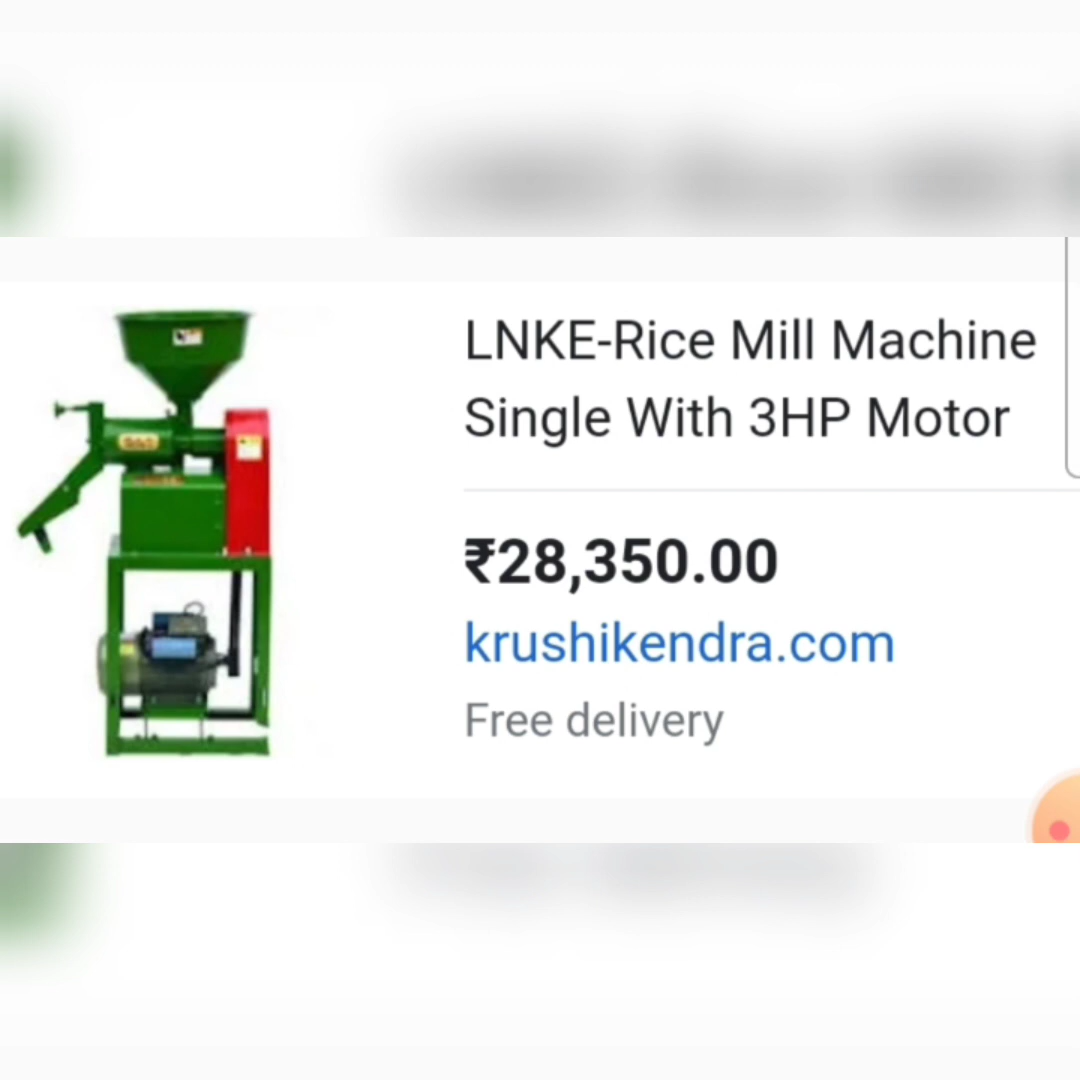 LNKE-Rice Mill Machine
Single With 3HP Motor
₹28,350.00
krushikendra.com
Free delivery